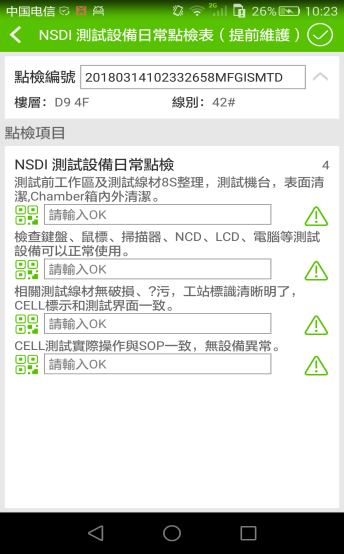 中国电信 2G 26% 10:23
NSDI 測試設備日常點檢表（提前維護）
點檢編號 20180314102332658MFGISMTD
樓層： D9 4F 線別： 42#
點檢項目
NSDI 測試設備日常點檢 4
測試前工作區及測試線材8S整理，測試機台，表面清
潔,Chamber箱內外清潔。
請輸入OK
檢查鍵盤、鼠標、掃描器、NCD、LCD、電腦等測試
設備可以正常使用。
請輸入OK
相關測試線材無破損、?污，工站標識清晰明了，
CELL標示和測試界面一致。
請輸入OK
CELL測試實際操作與SOP一致，無設備異常。
請輸入OK